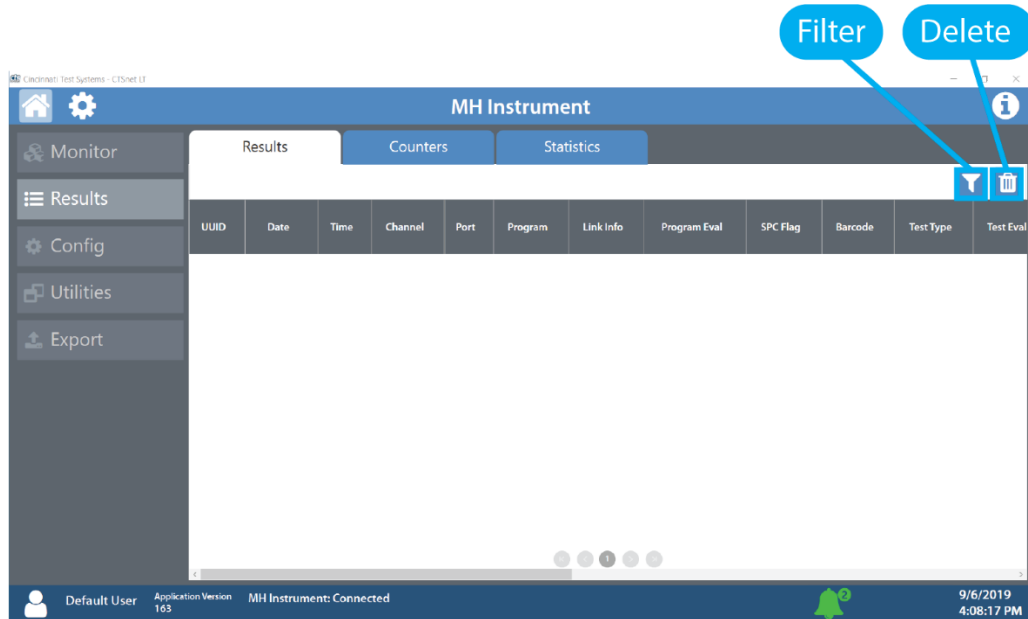 Filter Delete
Cincinnati Test Systems - CTSnet LT
MH Instrument
Monitor
Results
Config
Utilities
Export
Results Counters Statistics
UUID Date Time Channel Port Program Link Info Program Eval SPC Flag Barcode Test Type Test Eval
1
Default User
Application Version
163
MH Instrument: Connected
2
9/6/2019
4:08:17 PM